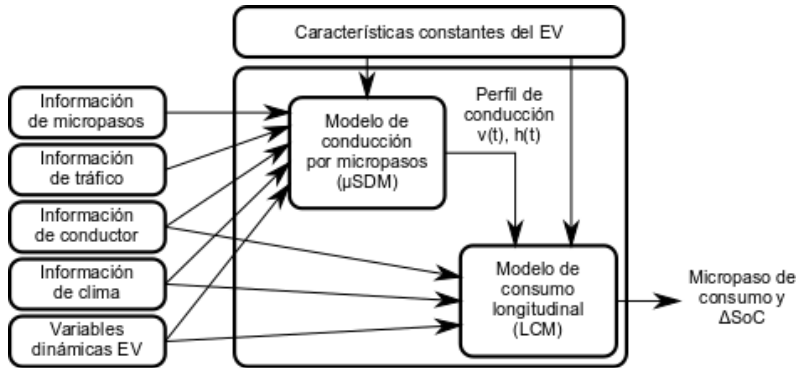 Características constantes del EV
Información
de micropasos
Información
de tráfico
Información
de conductor
Información
de clima
Variables
dinámicas EV
Modelo de
conducción
por micropasos
(µSDM)
Perfil de
conducción
v(t), h(t)
Modelo de
consumo
longitudinal
(LCM)
Micropaso de
consumo y
ΔSoC